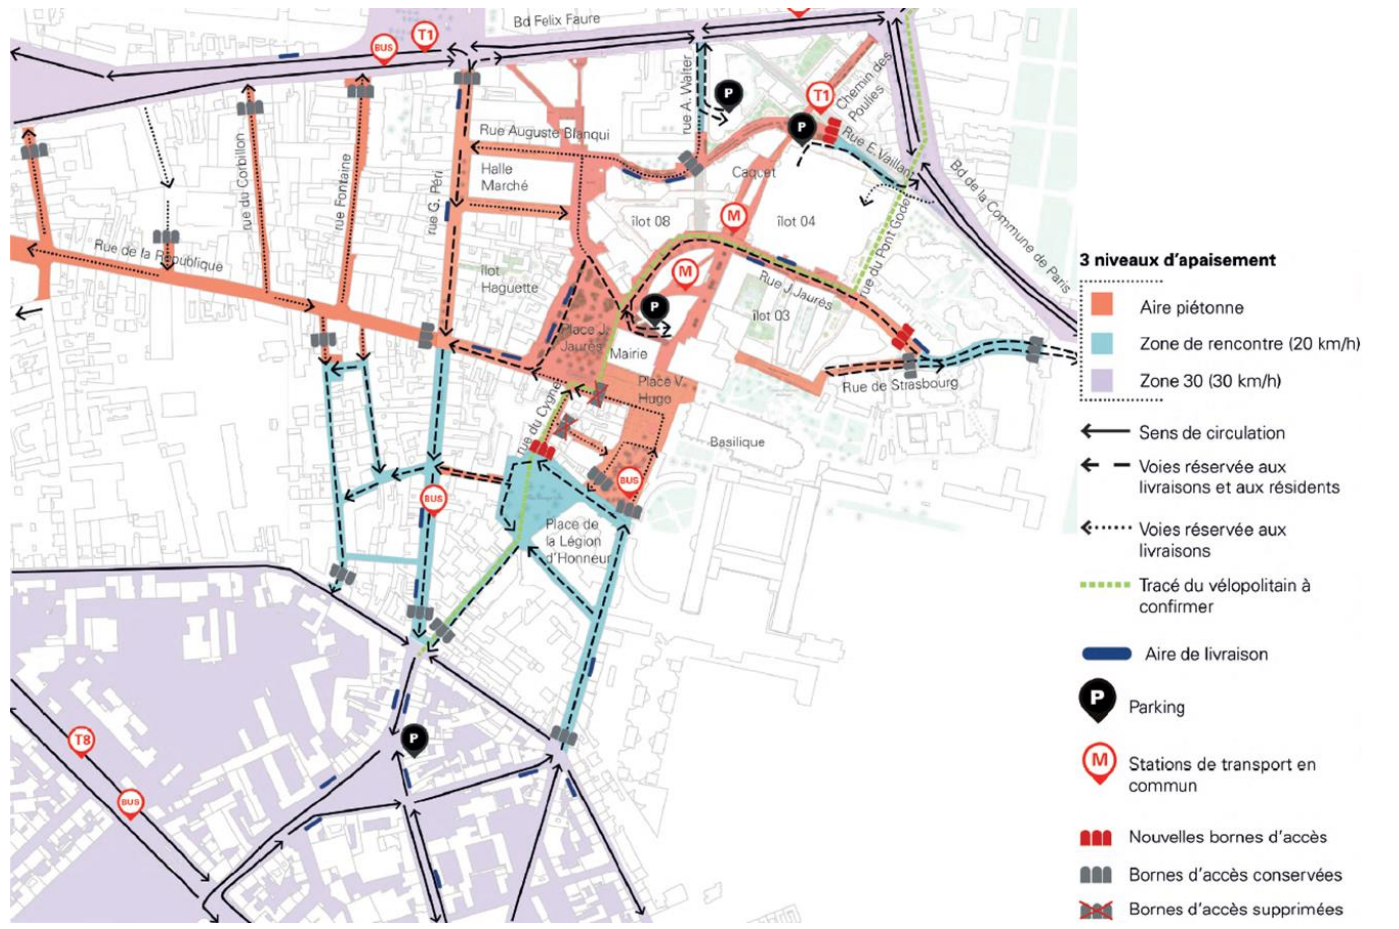 Bd Felix Faure
T1
BUS
rue A. Walter
P
T1
Chemin des
Poulies
P
Rue E. Vaillant
Rue Auguste Blanqui
rue du Corbillon
rue Fontaine
rue G. Péri
Halle
Marché
Caquet
îlot 08
M
îlot 04
Bd de la Commune de Paris
rue du Pont Godet
Rue de la République
îlot
Haguette
M
P
Rue J. Jaurès
îlot 03
Place J.
Jaurès
Mairie
Place V.
Hugo
Rue de Strasbourg
rue du Cygne
Basilique
BUS
BUS
Place de
la Légion
d'Honneur
T8
P
BUS
3 niveaux d'apaisement
Aire piétonne
Zone de rencontre (20 km/h)
Zone 30 (30 km/h)
Sens de circulation
Voies réservée aux
livraisons et aux résidents
Voies réservée aux
livraisons
Tracé du vélopolitain à
confirmer
Aire de livraison
P
Parking
M
Stations de transport en
commun
Nouvelles bornes d'accès
Bornes d'accès conservées
Bornes d'accès supprimées